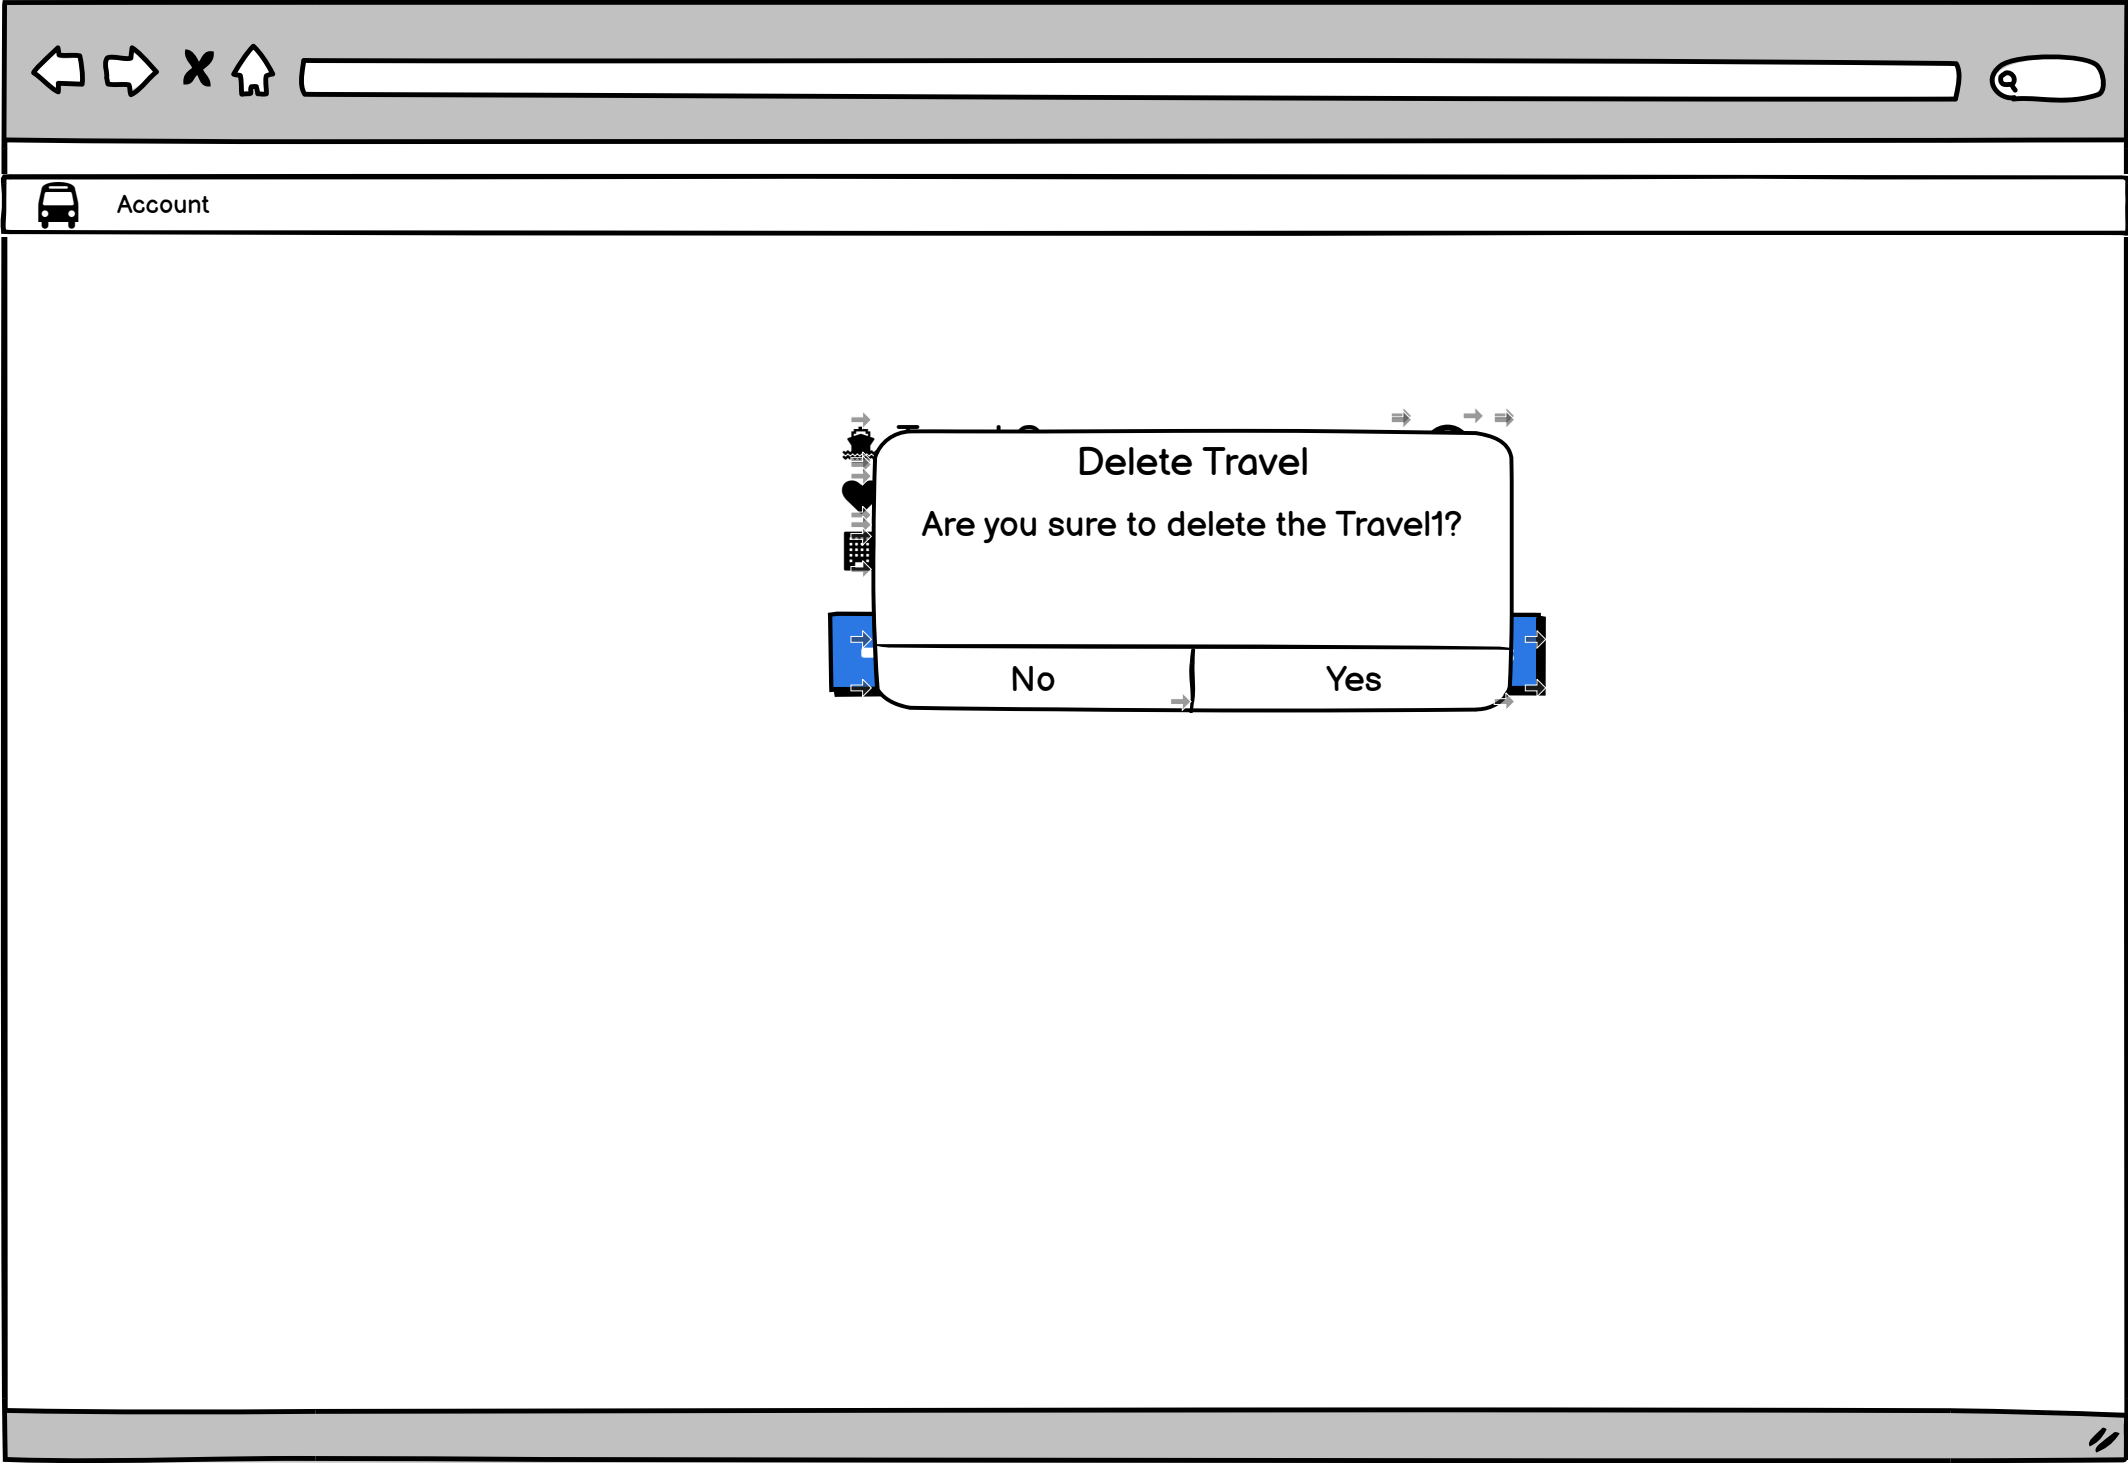 Account
Delete Travel
Are you sure to delete the Travel1?
No
Yes